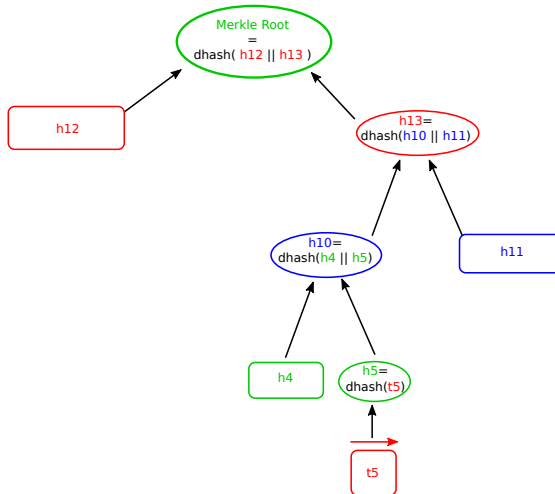 Merkle Root
=
dhash( h12 || h13 )
h12
h13=
dhash(h10 || h11)
h10=
dhash(h4 || h5)
h11
h4
h5=
dhash(t5)
t5